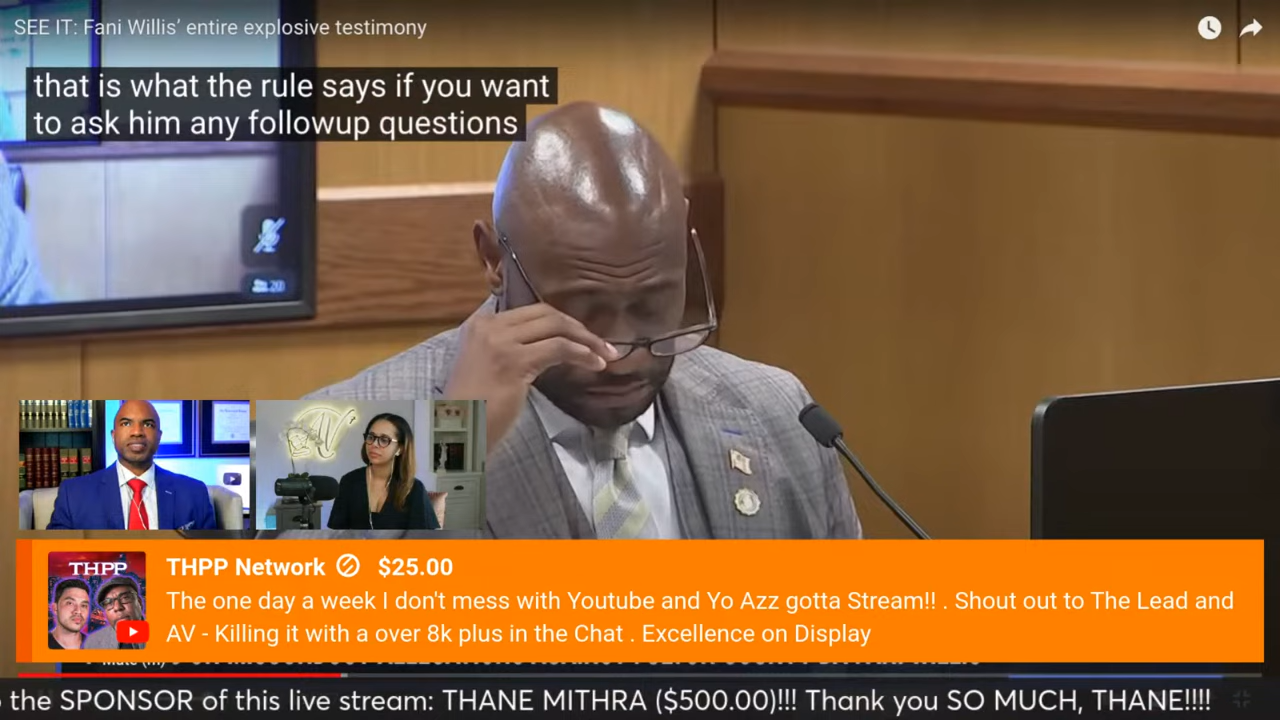 SEE IT: Fani Willis’ entire explosive testimony
that is what the rule says if you want
to ask him any followup questions
20
AV
THPP
THPP Network $25.00
The one day a week I don't mess with Youtube and Yo Azz gotta Stream!! . Shout out to The Lead and
AV - Killing it with a over 8k plus in the Chat . Excellence on Display
Mute (m)
the SPONSOR of this live stream: THANE MITHRA ($500.00)!!! Thank you SO MUCH, THANE!!!!